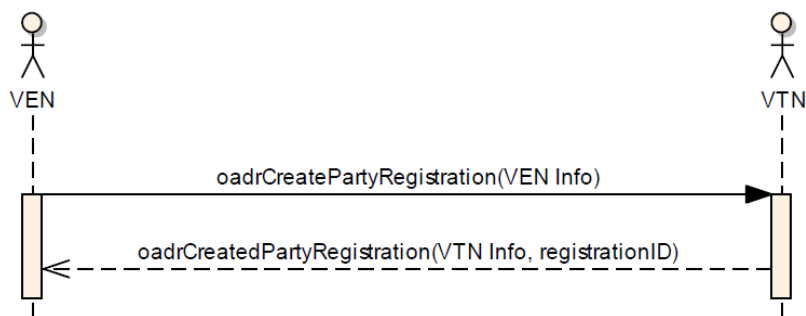 VEN
VTN
oadrCreatePartyRegistration(VEN Info)
oadrCreatedPartyRegistration(VTN Info, registrationID)